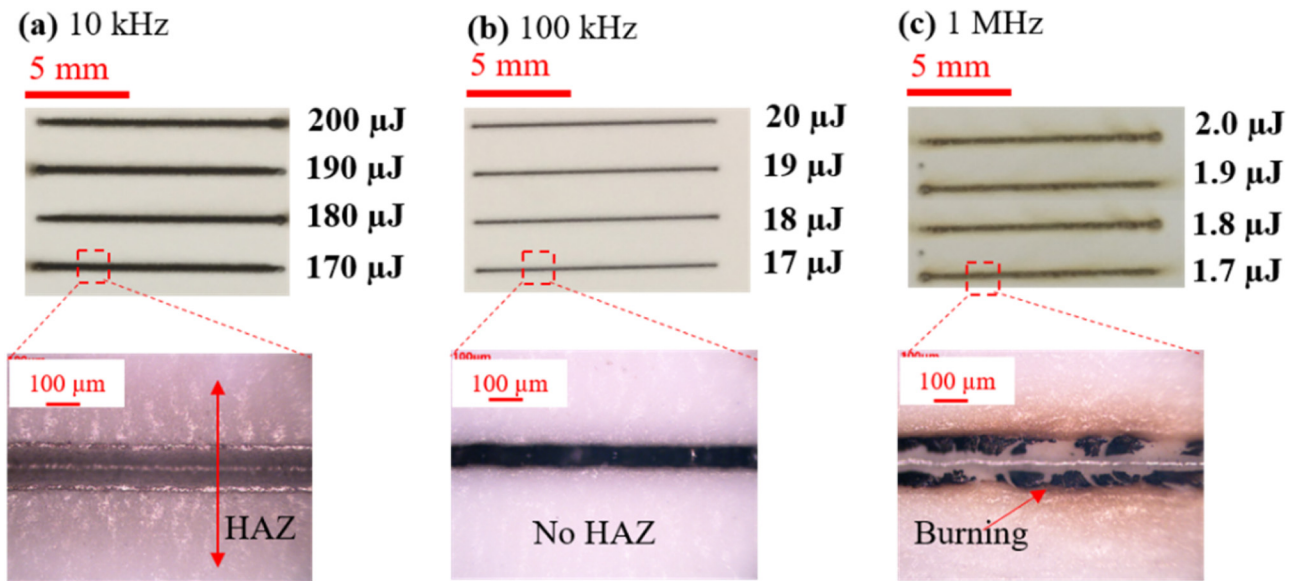 (a) 10 kHz
5 mm
200 µJ
190 µJ
180 µJ
170 µJ
100 µm
HAZ
(b) 100 kHz
5 mm
20 µJ
19 µJ
18 µJ
17 µJ
100µm
100 µm
No HAZ
(c) 1 MHz
5 mm
2.0 µJ
1.9 µJ
1.8 µJ
1.7 µJ
100 µm
Burning